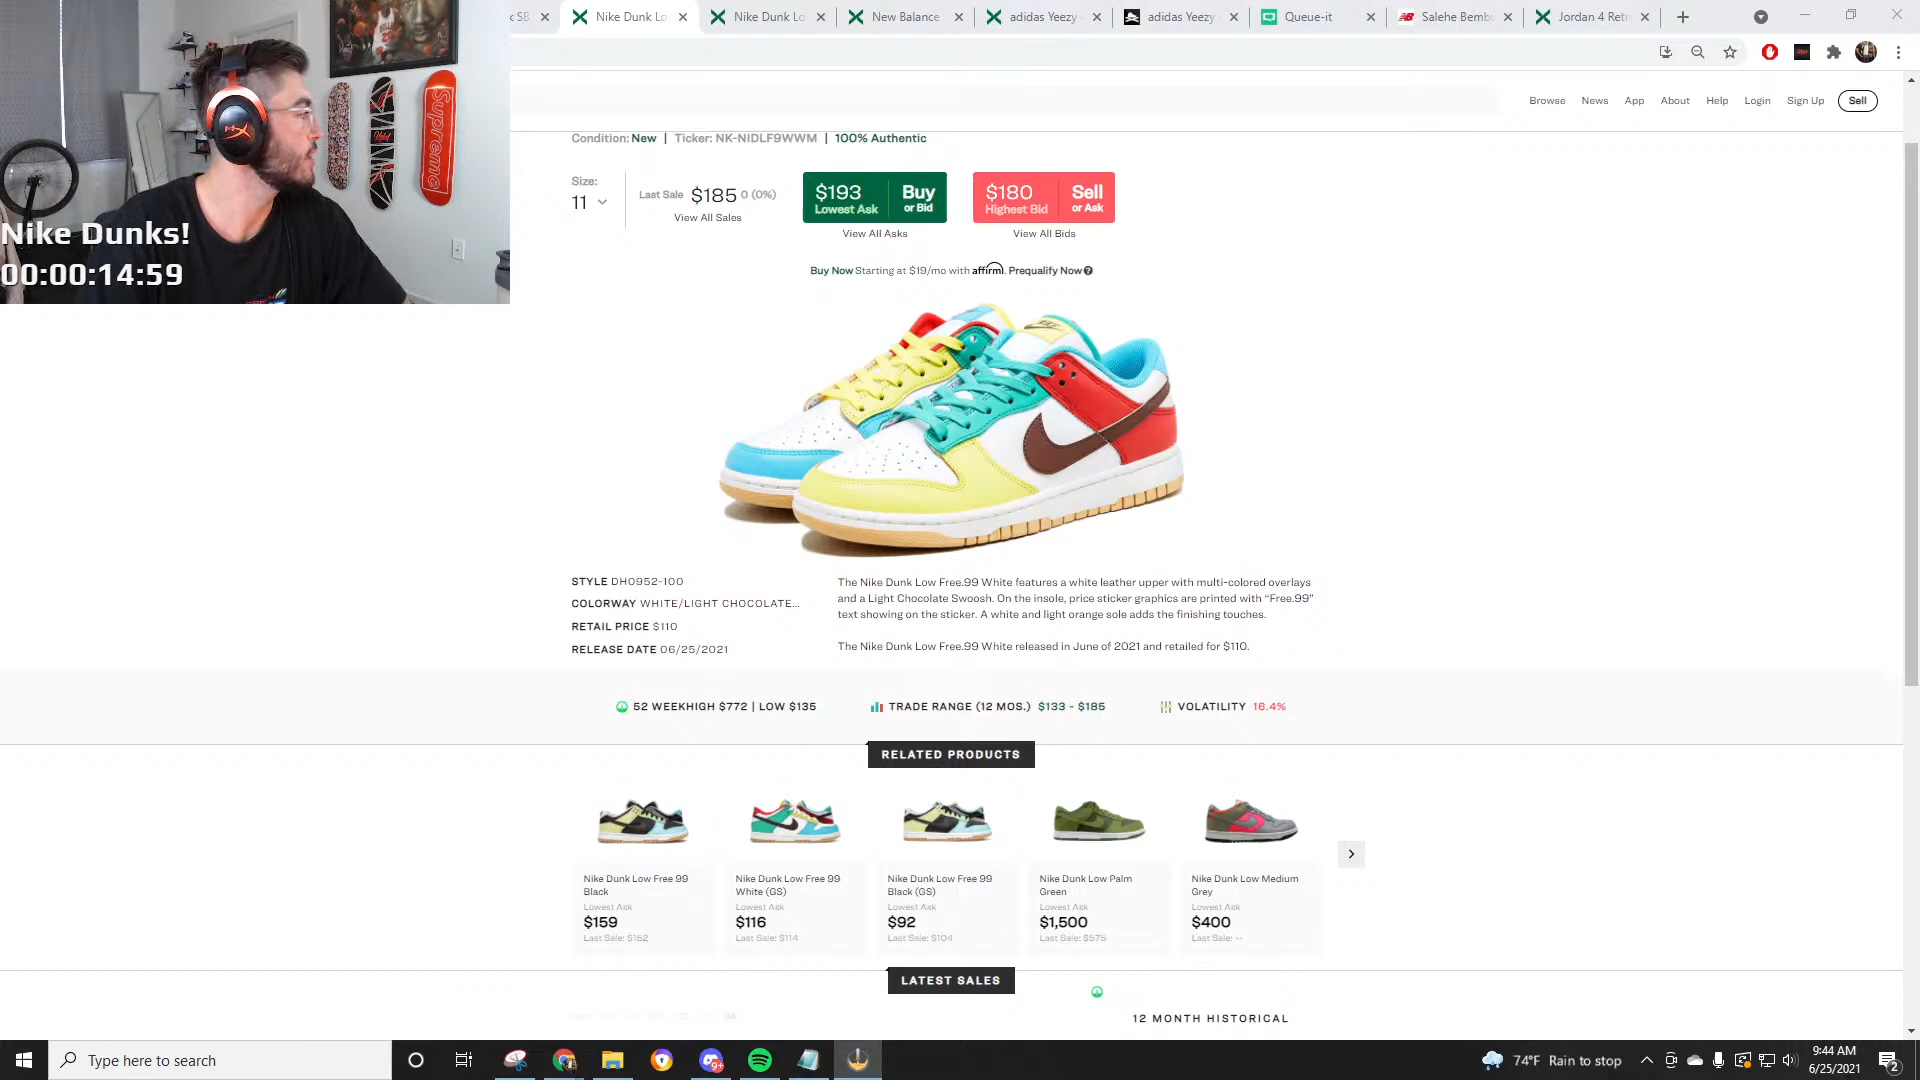 k SB
Nike Dunk Lo
Nike Dunk Lo
New Balance
adidas Yeezy
adidas Yeezy
Queue-it
Salehe Bembu
Jordan 4 Retr
Browse
News
App
About
Help
Login
Sign Up
Sell
Condition: New | Ticker: NK-NIDLF9WWM | 100% Authentic
Size:
11
Last Sale $185 0 (0%)
View All Sales
$193
Lowest Ask
Buy
or Bid
View All Asks
$180
Highest Bid
Sell
or Ask
View All Bids
Buy Now Starting at $19/mo with affirm. Prequalify Now
Supreme
Nike Dunks!
00:00:14:59
STYLE DH0952-100
COLORWAY WHITE/LIGHT CHOCOLATE...
RETAIL PRICE $110
RELEASE DATE 06/25/2021
The Nike Dunk Low Free.99 White features a white leather upper with multi-colored overlays
and a Light Chocolate Swoosh. On the insole, price sticker graphics are printed with “Free.99”
text showing on the sticker. A white and light orange sole adds the finishing touches.
The Nike Dunk Low Free.99 White released in June of 2021 and retailed for $110.
52 WEEKHIGH $772 | LOW $135
TRADE RANGE (12 MOS.) $133 - $185
VOLATILITY 16.4%
RELATED PRODUCTS
Nike Dunk Low Free 99
Black
Lowest Ask
$159
Last Sale: $152
Nike Dunk Low Free 99
White (GS)
Lowest Ask
$116
Last Sale: $114
Nike Dunk Low Free 99
Black (GS)
Lowest Ask
$92
Last Sale: $104
Nike Dunk Low Palm
Green
Lowest Ask
$1,500
Last Sale: $575
Nike Dunk Low Medium
Grey
Lowest Ask
$400
Last Sale: --
LATEST SALES
12 MONTH HISTORICAL
Type here to search
9+
74°F Rain to stop
9:44 AM
6/25/2021
2